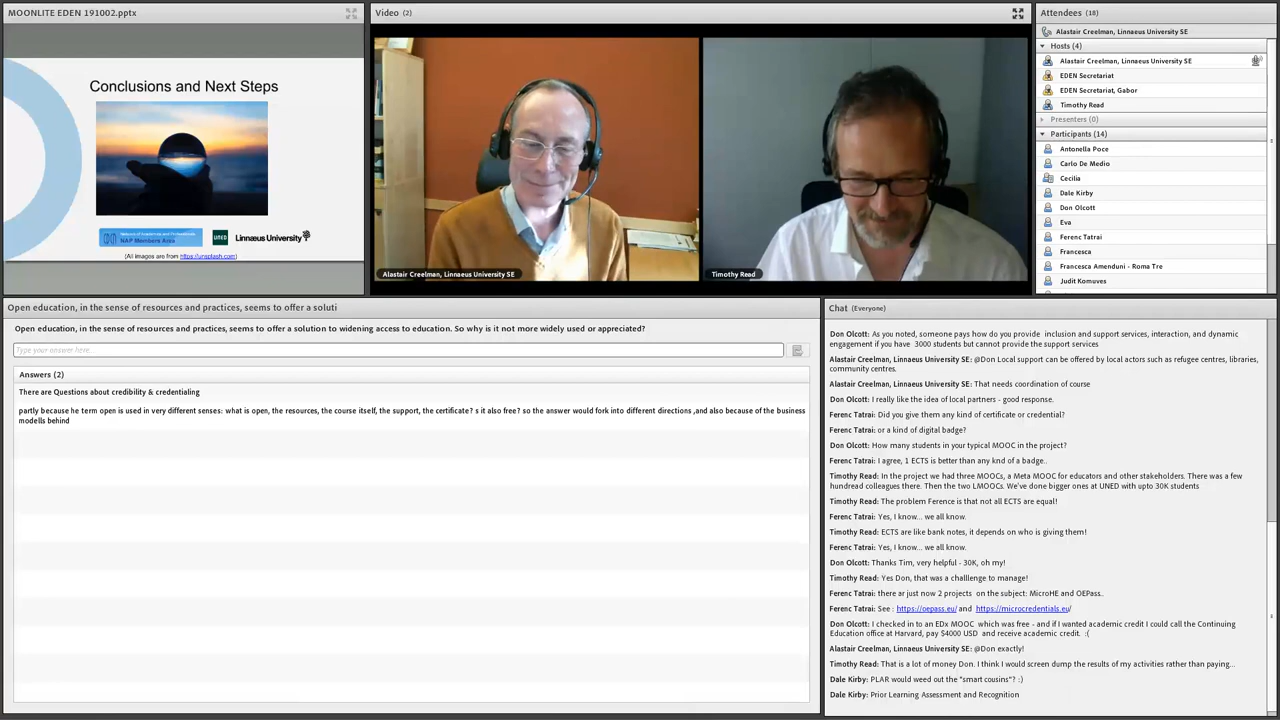 MOONLITE EDEN 191002.pptx
Conclusions and Next Steps
NAP Members Area
UNED
Linnæus University
(All images are from https://unsplash.com)
Video (2)
Alastair Creelman, Linnaeus University SE
Timothy Read
Attendees (18)
Alastair Creelman, Linnaeus University SE
Hosts (4)
Alastair Creelman, Linnaeus University SE
EDEN Secretariat
EDEN Secretariat, Gabor
Timothy Read
Presenters (0)
Participants (14)
Antonella Poce
Carlo De Medio
Cecilia
Dale Kirby
Don Olcott
Eva
Ferenc Tatrai
Francesca
Francesca Amenduni - Roma Tre
Judit Komuves
Open education, in the sense of resources and practices, seems to offer a soluti
Open education, in the sense of resources and practices, seems to offer a solution to widening access to education. So why is it not more widely used or appreciated?
Type your answer here...
Answers (2)
There are Questions about credibility & credentialing
partly because he term open is used in very different senses: what is open, the resources, the course itself, the support, the certificate? s it also free? so the answer would fork into different directions ,and also because of the business
modells behind
Chat (Everyone)
Don Olcott: As you noted, someone pays how do you provide inclusion and support services, interaction, and dynamic
engagement if you have 3000 students but cannot provide the support services
Alastair Creelman, Linnaeus University SE: @Don Local support can be offered by local actors such as refugee centres, libraries,
community centres.
Alastair Creelman, Linnaeus University SE: That needs coordination of course
Don Olcott: I really like the idea of local partners - good response.
Ferenc Tatrai: Did you give them any kind of certificate or credential?
Ferenc Tatrai: or a kind of digital badge?
Don Olcott: How many students in your typical MOOC in the project?
Ferenc Tatrai: I agree, 1 ECTS is better than any knd of a badge..
Timothy Read: In the project we had three MOOCs, a Meta MOOC for educators and other stakeholders. There was a few
hundread colleagues there. Then the two LMOOCs. We've done bigger ones at UNED with upto 30K students
Timothy Read: The problem Ference is that not all ECTS are equal!
Ferenc Tatrai: Yes, I know... we all know.
Timothy Read: ECTS are like bank notes, it depends on who is giving them!
Ferenc Tatrai: Yes, I know... we all know.
Don Olcott: Thanks Tim, very helpful - 30K, oh my!
Timothy Read: Yes Don, that was a challlenge to manage!
Ferenc Tatrai: there ar just now 2 projects on the subject: MicroHE and OEPass..
Ferenc Tatrai: See : https://oepass.eu/ and https://microcredentials.eu/
Don Olcott: I checked in to an EDx MOOC which was free - and if I wanted academic credit I could call the Continuing
Education office at Harvard, pay $4000 USD and receive academic credit. :(
Alastair Creelman, Linnaeus University SE: @Don exactly!
Timothy Read: That is a lot of money Don. I think I would screen dump the results of my activities rather than paying...
Dale Kirby: PLAR would weed out the "smart cousins"? :)
Dale Kirby: Prior Learning Assessment and Recognition